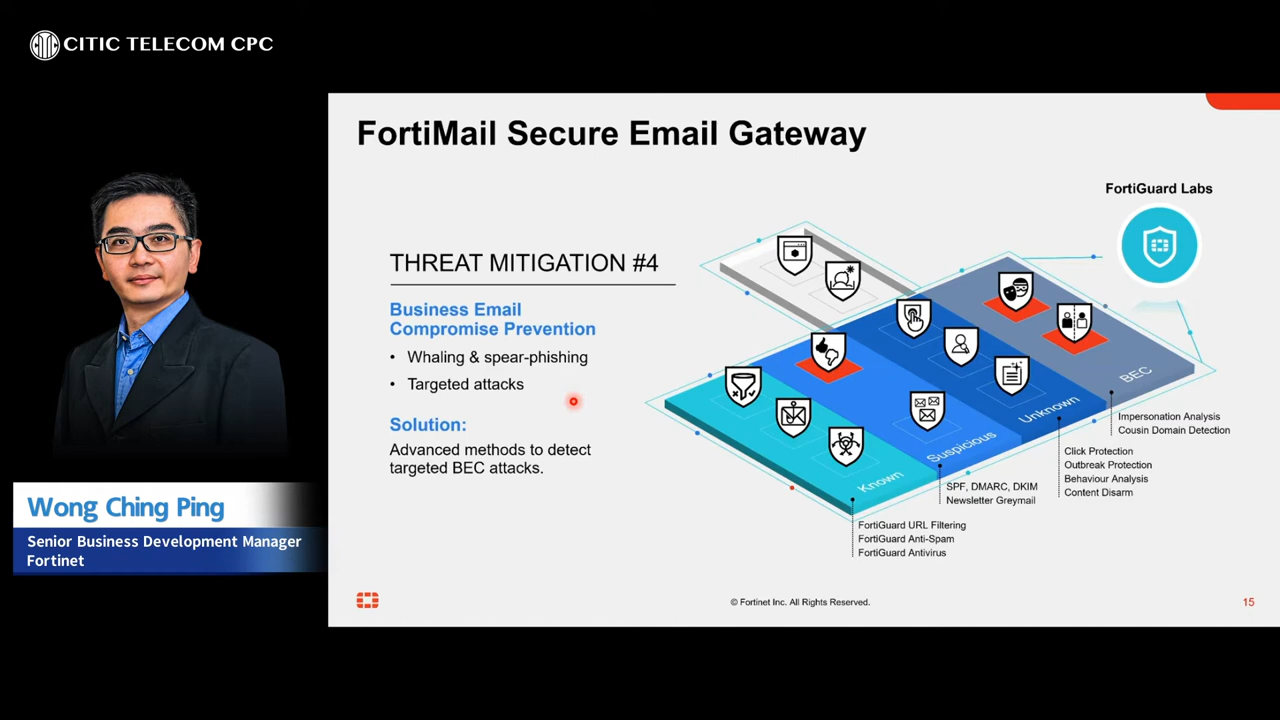 CITIC TELECOM CPC
FortiMail Secure Email Gateway
FortiGuard Labs
THREAT MITIGATION #4
Business Email
Compromise Prevention
• Whaling & spear-phishing
• Targeted attacks
Solution:
Advanced methods to detect
targeted BEC attacks.
Known
Suspicious
Unknown
BEC
Impersonation Analysis
Cousin Domain Detection
Click Protection
Outbreak Protection
Behaviour Analysis
Content Disarm
SPF, DMARC, DKIM
Newsletter Greymail
FortiGuard URL Filtering
FortiGuard Anti-Spam
FortiGuard Antivirus
Wong Ching Ping
Senior Business Development Manager
Fortinet
© Fortinet Inc. All Rights Reserved.
15